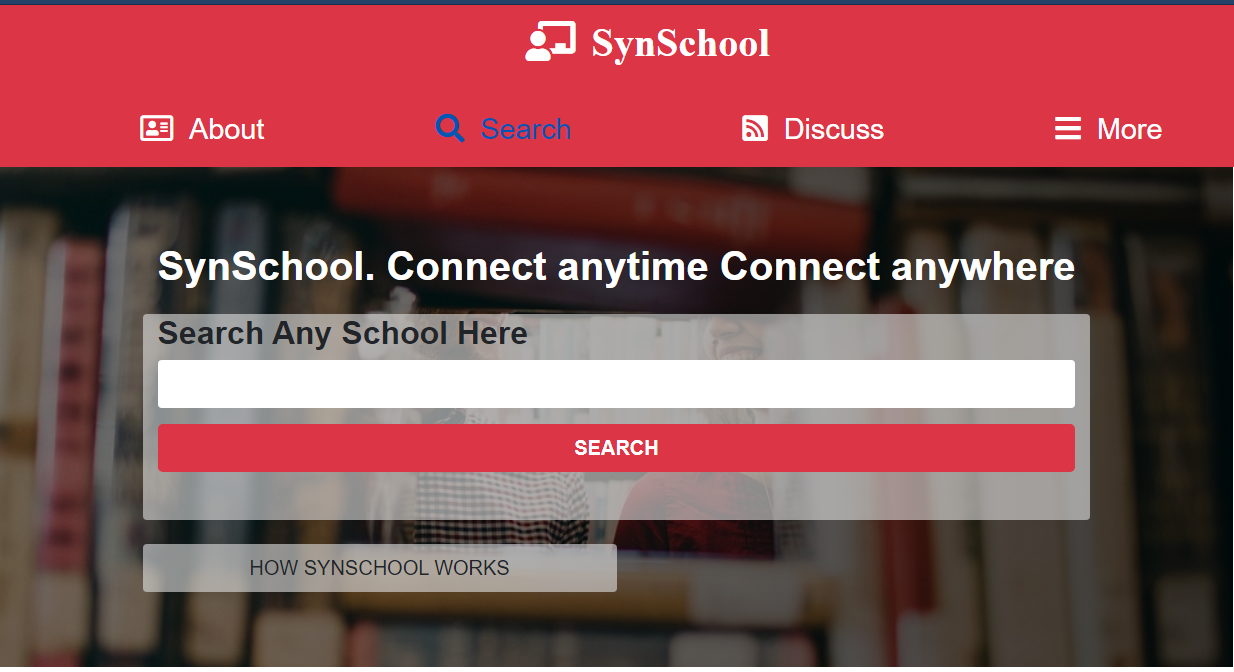 SynSchool
About Search Discuss More
SynSchool. Connect anytime Connect anywhere
Search Any School Here
SEARCH
HOW SYNSCHOOL WORKS